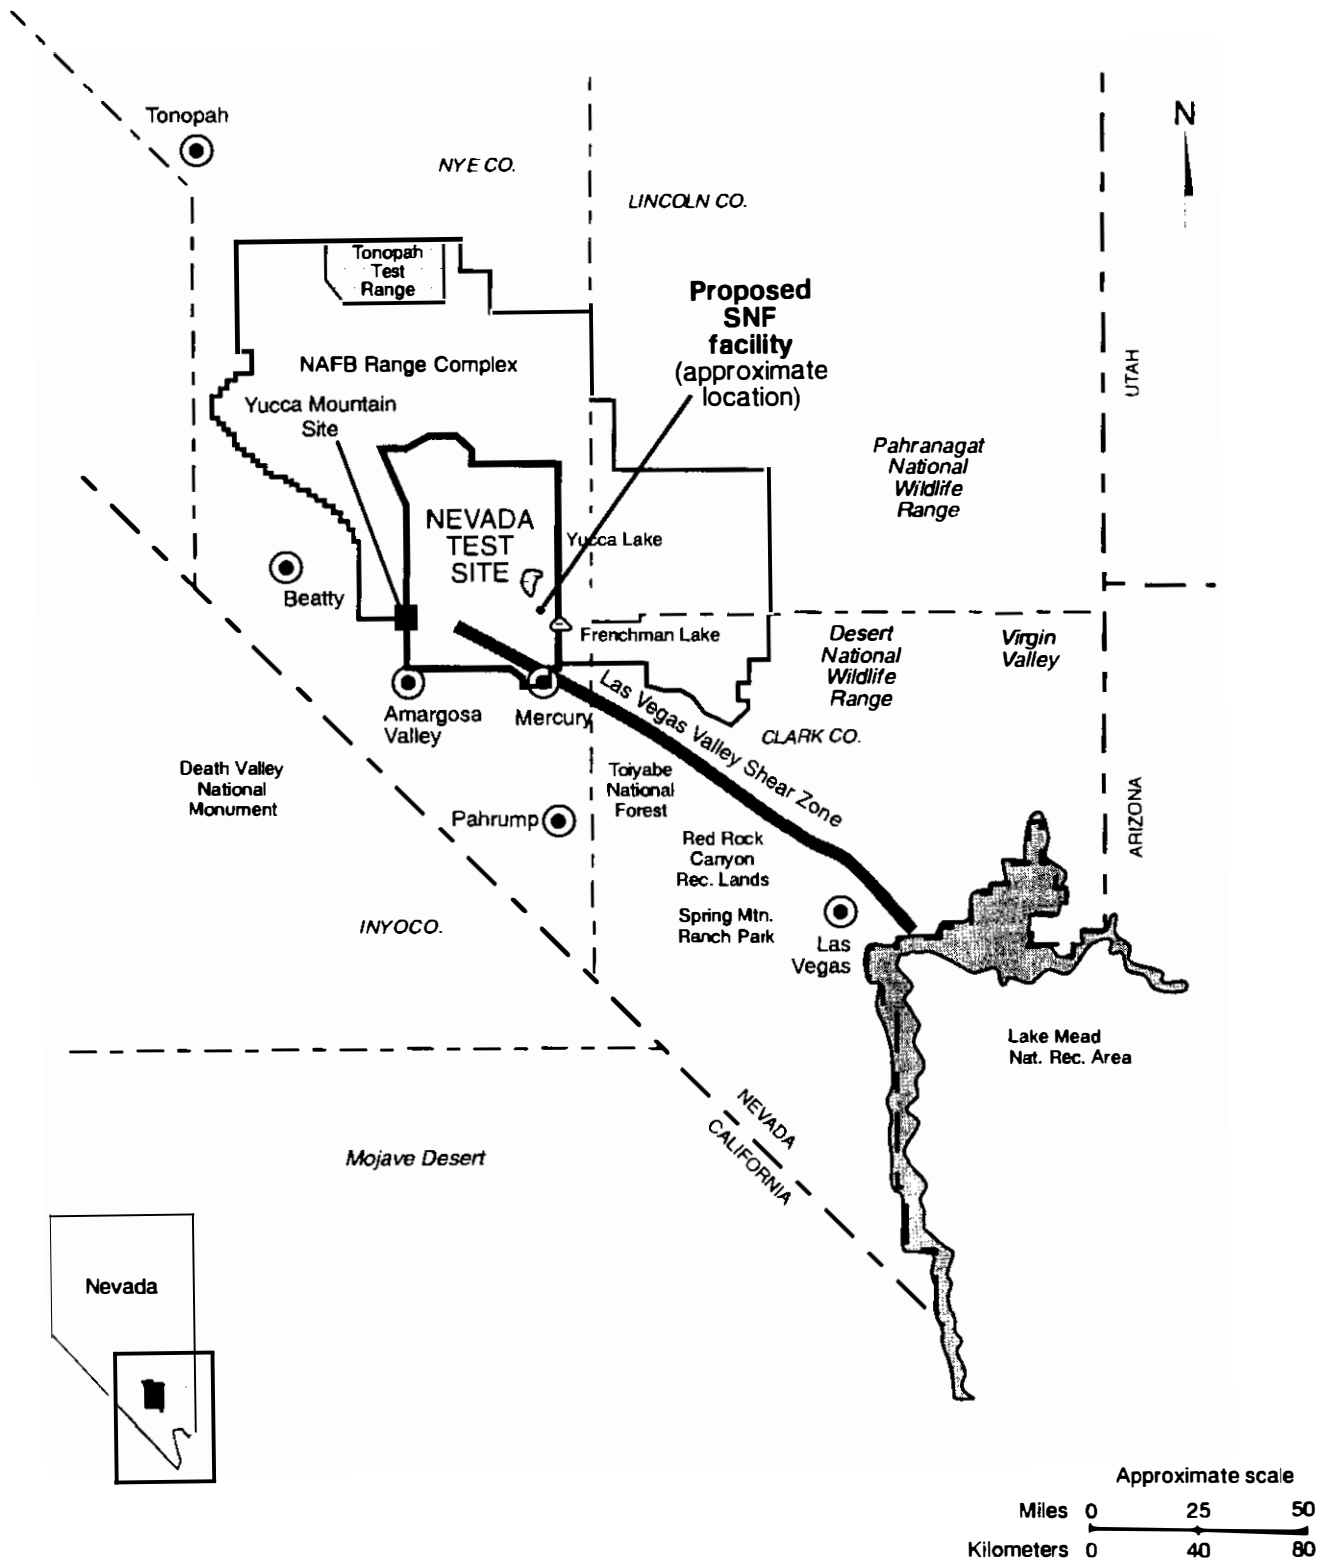 Tonopah
N
NYE CO.
LINCOLN CO.
Tonopah
Test
Range
Proposed
SNF
facility
(approximate
location)
NAFB Range Complex
UTAH
Yucca Mountain
Site
Pahranagat
National
Wildlife
Range
NEVADA
TEST
SITE
Yucca Lake
Beatty
Frenchman Lake
Desert
National
Wildlife
Range
Virgin
Valley
Amargosa
Valley
Mercury
Las Vegas Valley Shear Zone
CLARK CO.
Death Valley
National
Monument
Toiyabe
National
Forest
ARIZONA
Pahrump
Red Rock
Canyon
Rec. Lands
INYOCO.
Spring Mtn.
Ranch Park
Las
Vegas
Lake Mead
Nat. Rec. Area
NEVADA
CALIFORNIA
Mojave Desert
Nevada
Approximate scale
Miles 0 25 50
Kilometers 0 40 80